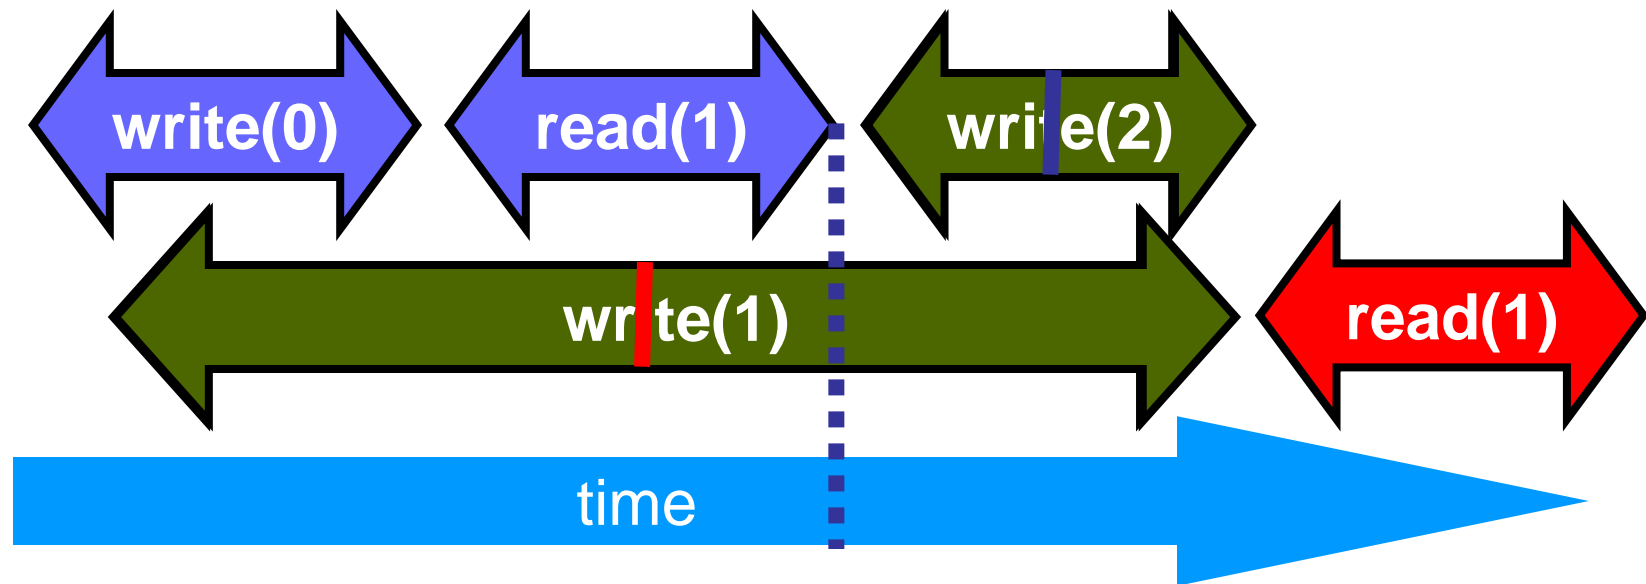 write(0) read(1) write(2)
write(1) read(1)
time